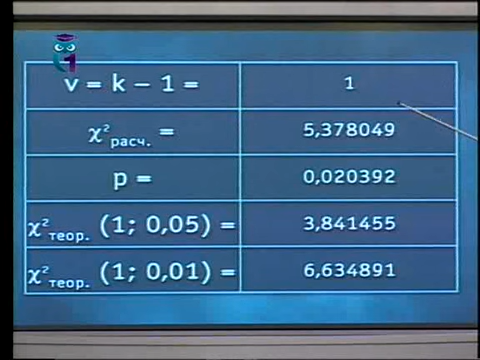 1
ν = k – 1 = 1
χ²расч. = 5,378049
p = 0,020392
χ²теор. (1; 0,05) = 3,841455
χ²теор. (1; 0,01) = 6,634891